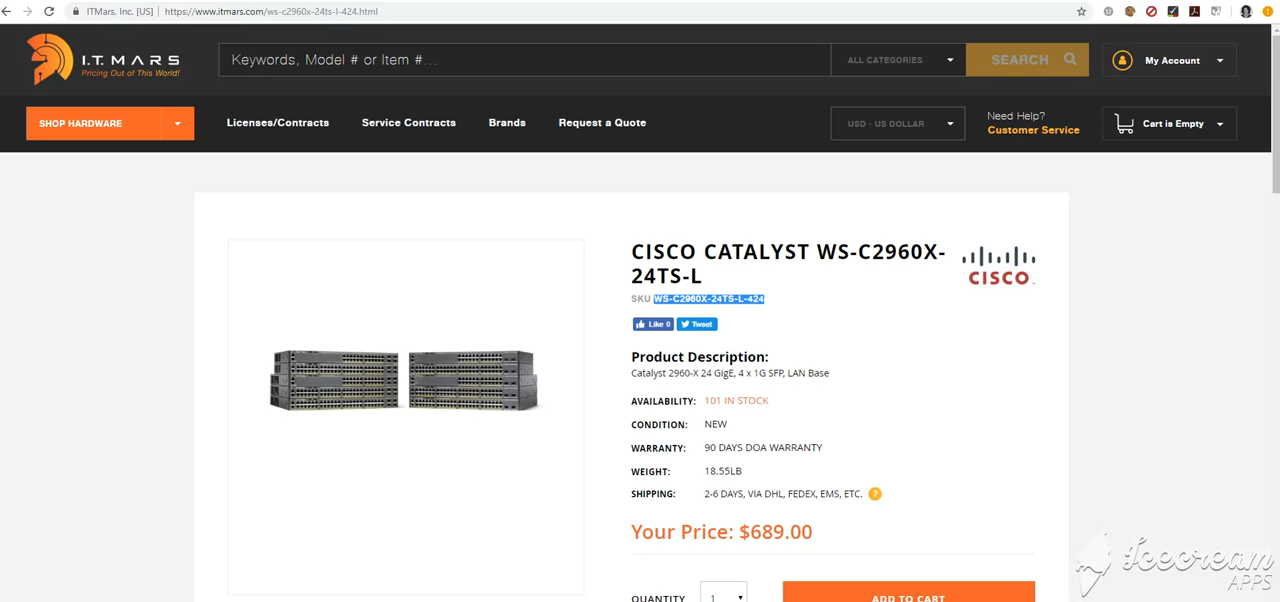 ITMars, Inc. [US] | https://www.itmars.com/ws-c2960x-24ts-l-424.html
I.T. MARS
Pricing Out of This World!
Keywords, Model # or Item #...
ALL CATEGORIES
SEARCH
My Account
SHOP HARDWARE
Licenses/Contracts
Service Contracts
Brands
Request a Quote
USD - US DOLLAR
Need Help?
Customer Service
Cart is Empty
CISCO CATALYST WS-C2960X-
24TS-L
CISCO
SKU WS-C2960X-24TS-L-424
Like 0
Tweet
Product Description:
Catalyst 2960-X 24 GigE, 4 x 1G SFP, LAN Base
AVAILABILITY: 101 IN STOCK
CONDITION: NEW
WARRANTY: 90 DAYS DOA WARRANTY
WEIGHT: 18.55LB
SHIPPING: 2-6 DAYS, VIA DHL, FEDEX, EMS, ETC. ?
Your Price: $689.00
QUANTITY 1
ADD TO CART
Icecream
APPS